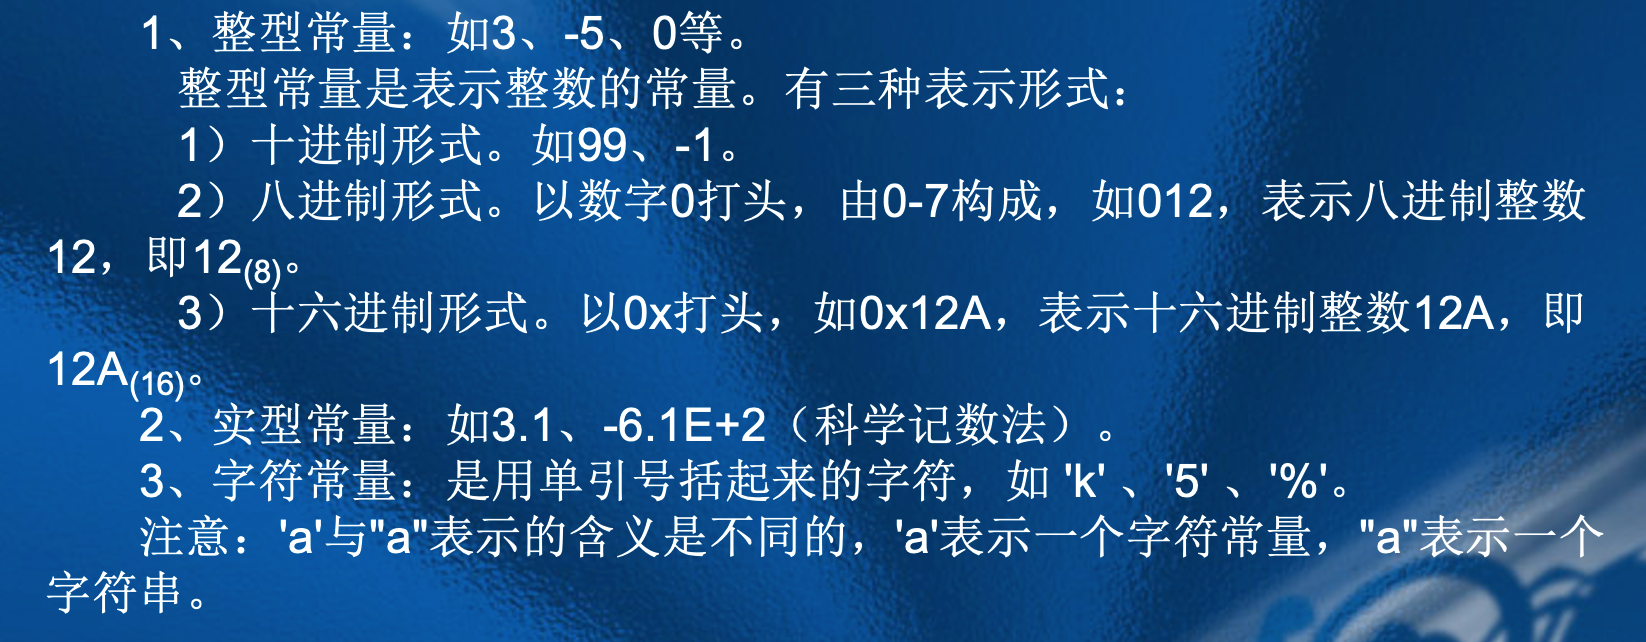 1、整型常量：如3、-5、0等。
整型常量是表示整数的常量。有三种表示形式：
1）十进制形式。如99、-1。
2）八进制形式。以数字0打头，由0-7构成，如012，表示八进制整数
12，即12(8)。
3）十六进制形式。以0x打头，如0x12A，表示十六进制整数12A，即
12A(16)。
2、实型常量：如3.1、-6.1E+2（科学记数法）。
3、字符常量：是用单引号括起来的字符，如 'k' 、'5' 、'%'。
注意：'a'与"a"表示的含义是不同的，'a'表示一个字符常量，"a"表示一个
字符串。